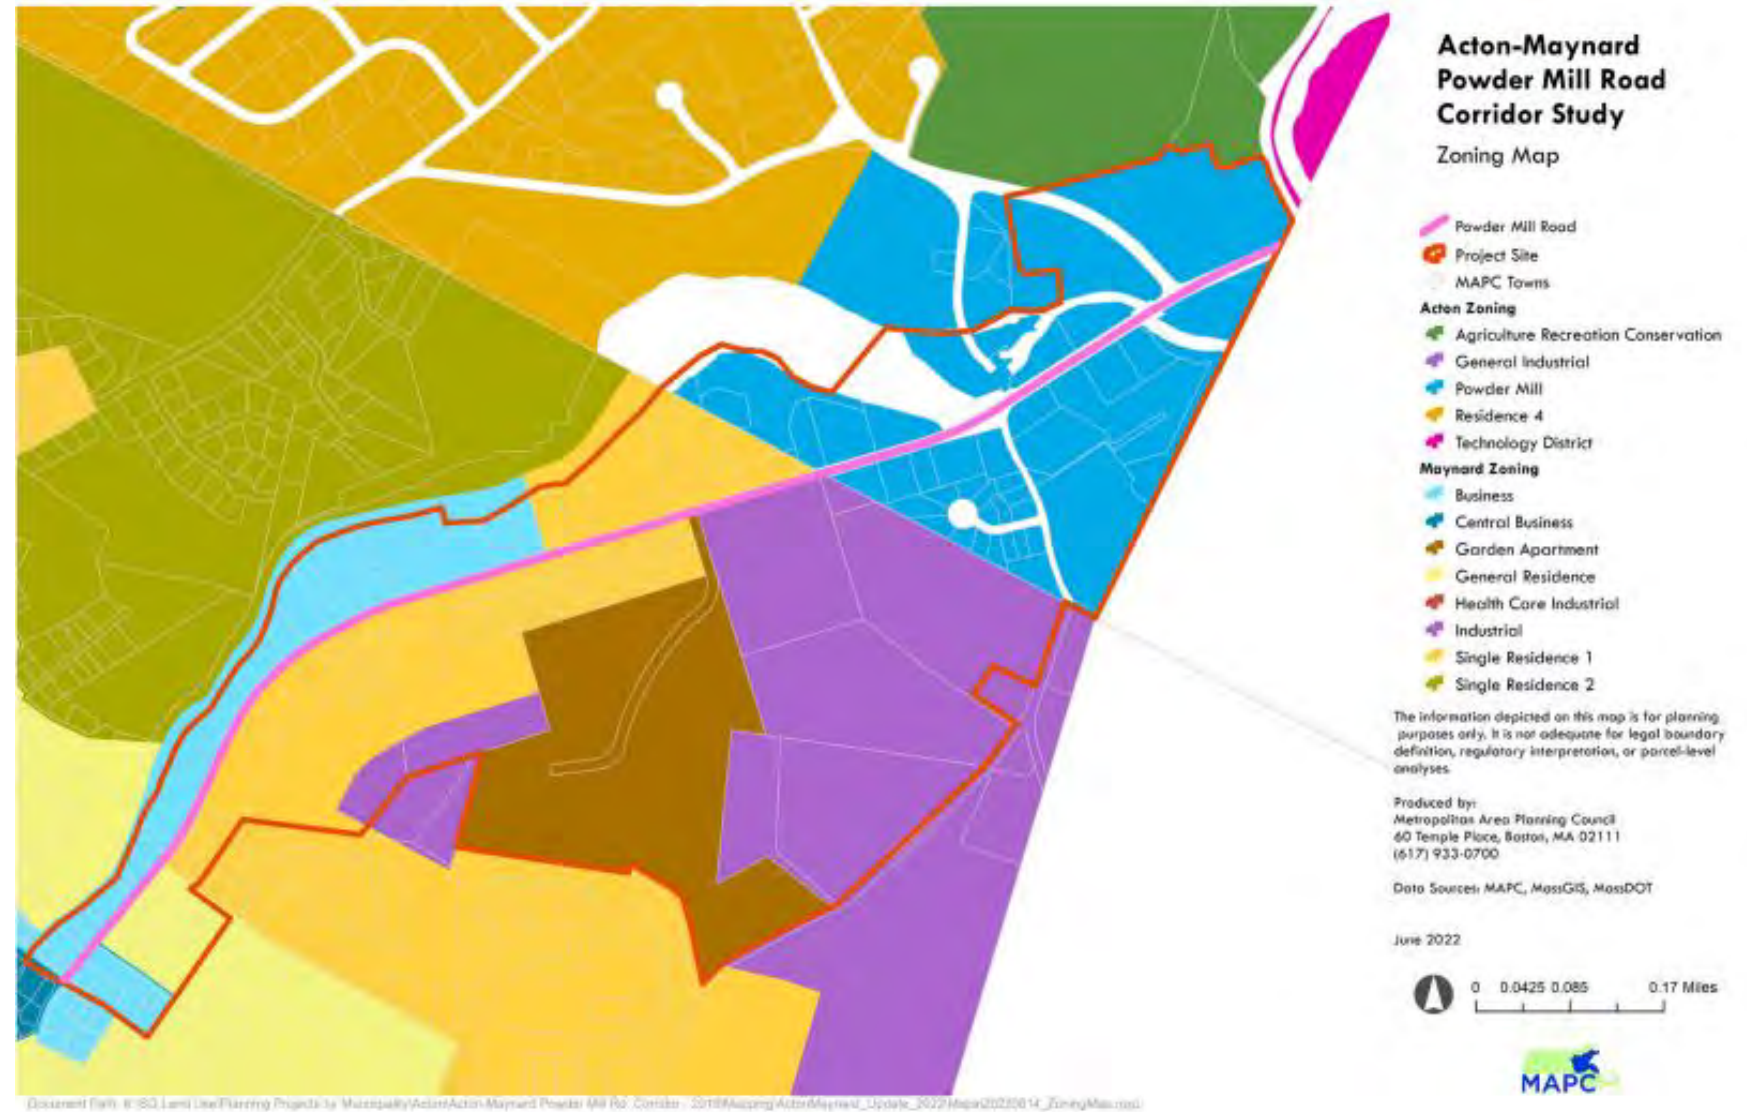 Acton-Maynard
Powder Mill Road
Corridor Study
Zoning Map
Powder Mill Road
Project Site
MAPC Towns
Acton Zoning
Agriculture Recreation Conservation
General Industrial
Powder Mill
Residence 4
Technology District
Maynard Zoning
Business
Central Business
Garden Apartment
General Residence
Health Care Industrial
Industrial
Single Residence 1
Single Residence 2
The information depicted on this map is for planning
purposes only. It is not adequate for legal boundary
definition, regulatory interpretation, or parcel-level
analyses.
Produced by:
Metropolitan Area Planning Council
60 Temple Place, Boston, MA 02111
(617) 933-0700
Data Sources: MAPC, MassGIS, MassDOT
June 2022
0 0.0425 0.085 0.17 Miles
MAPC